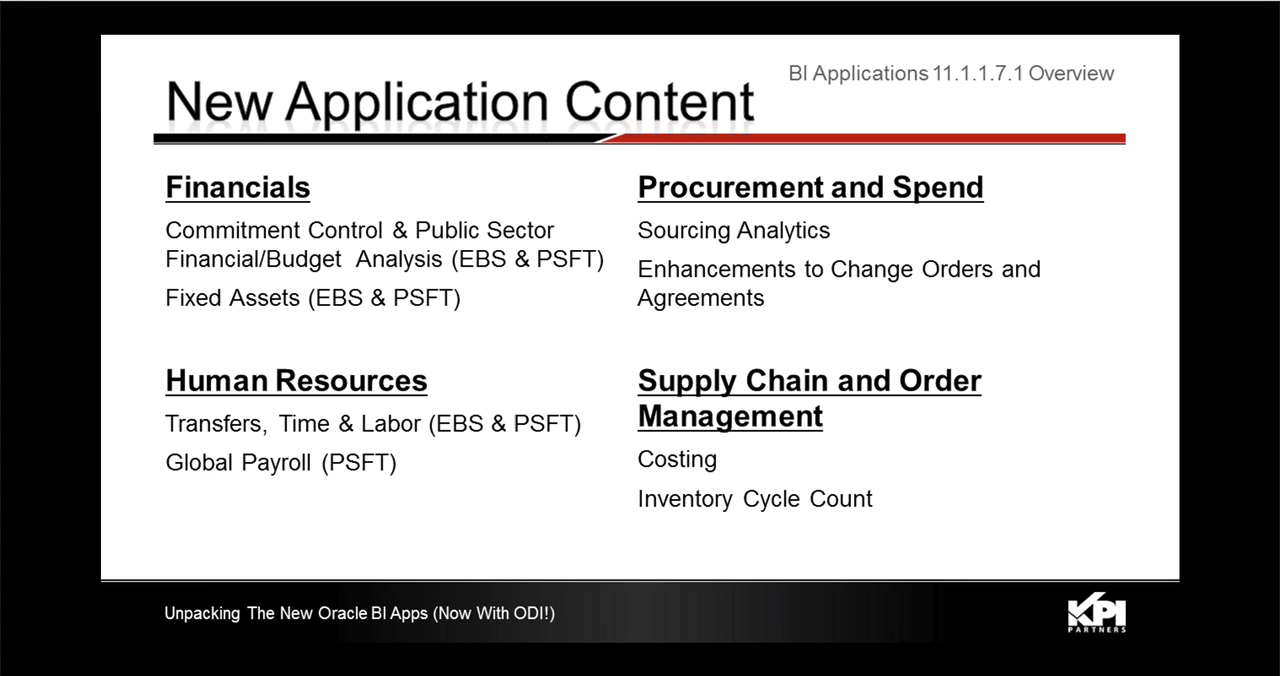 BI Applications 11.1.1.7.1 Overview
New Application Content
Financials
Commitment Control & Public Sector
Financial/Budget Analysis (EBS & PSFT)
Fixed Assets (EBS & PSFT)
Procurement and Spend
Sourcing Analytics
Enhancements to Change Orders and
Agreements
Human Resources
Transfers, Time & Labor (EBS & PSFT)
Global Payroll (PSFT)
Supply Chain and Order
Management
Costing
Inventory Cycle Count
Unpacking The New Oracle BI Apps (Now With ODI!)
KPI
PARTNERS